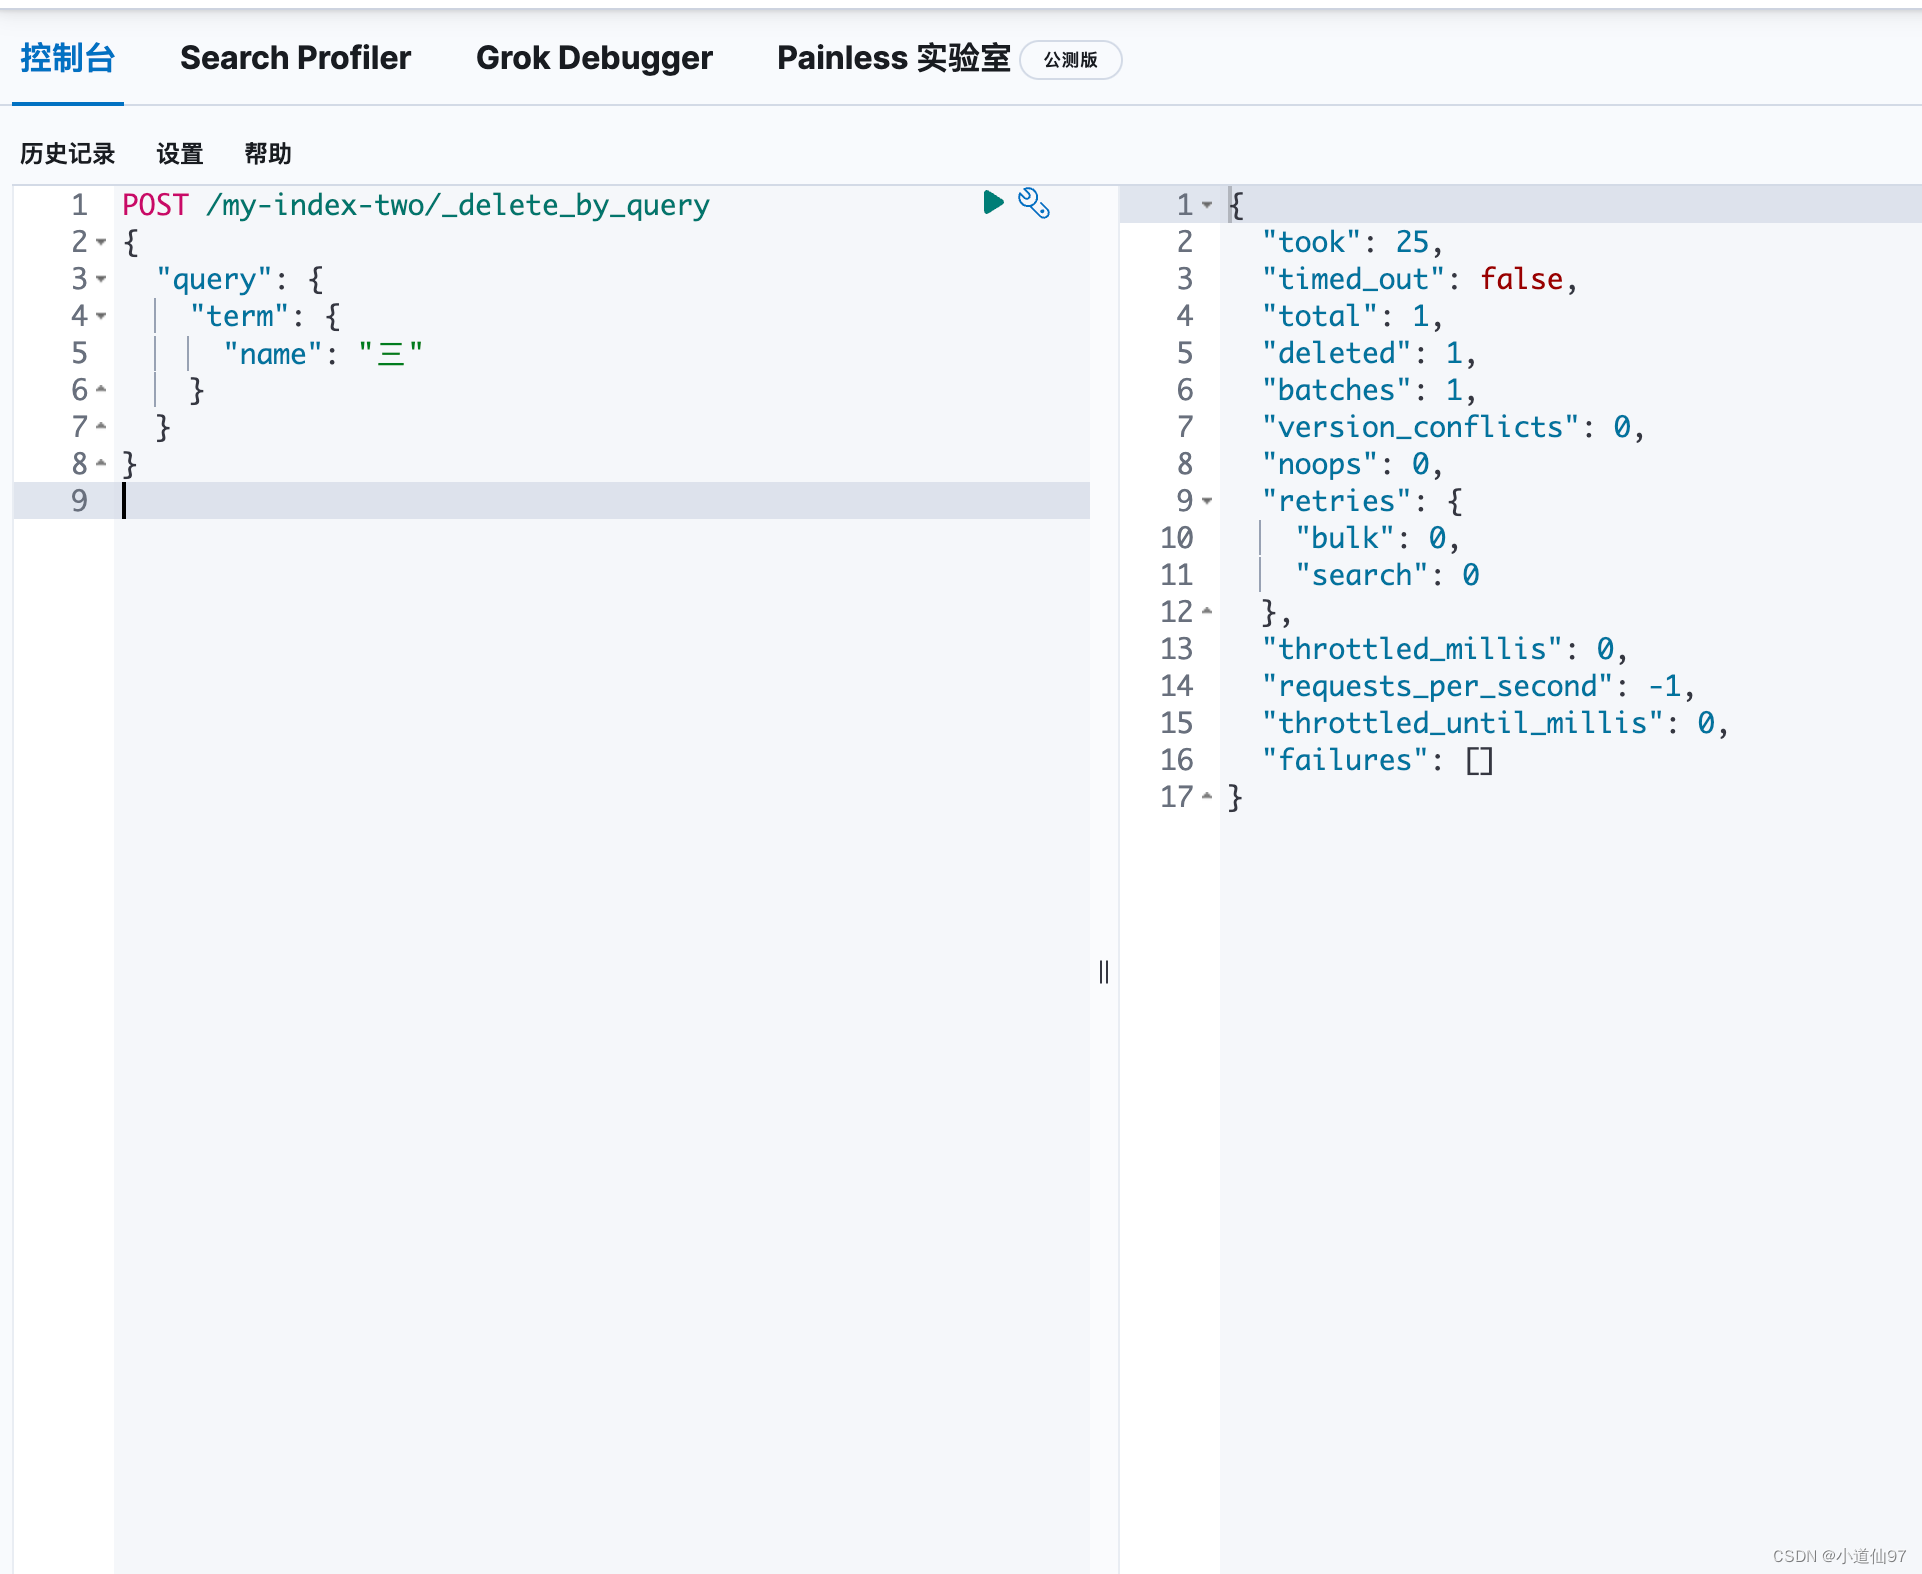 控制台 Search Profiler Grok Debugger Painless 实验室 公测版
历史记录 设置 帮助
1 POST /my-index-two/_delete_by_query
2 {
3 "query": {
4 "term": {
5 "name": "三"
6 }
7 }
8 }
9
1 {
2 "took": 25,
3 "timed_out": false,
4 "total": 1,
5 "deleted": 1,
6 "batches": 1,
7 "version_conflicts": 0,
8 "noops": 0,
9 "retries": {
10 "bulk": 0,
11 "search": 0
12 },
13 "throttled_millis": 0,
14 "requests_per_second": -1,
15 "throttled_until_millis": 0,
16 "failures": []
17 }
CSDN @小道仙97